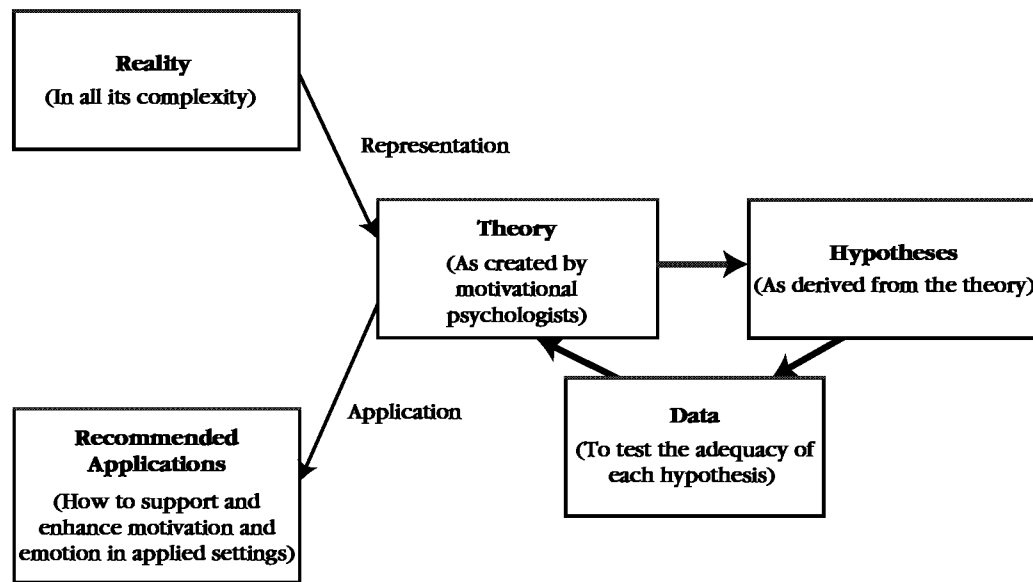 Reality
(In all its complexity)
Representation
Theory
(As created by
motivational
psychologists)
Hypotheses
(As derived from the theory)
Data
(To test the adequacy of
each hypothesis)
Application
Recommended
Applications
(How to support and
enhance motivation and
emotion in applied settings)